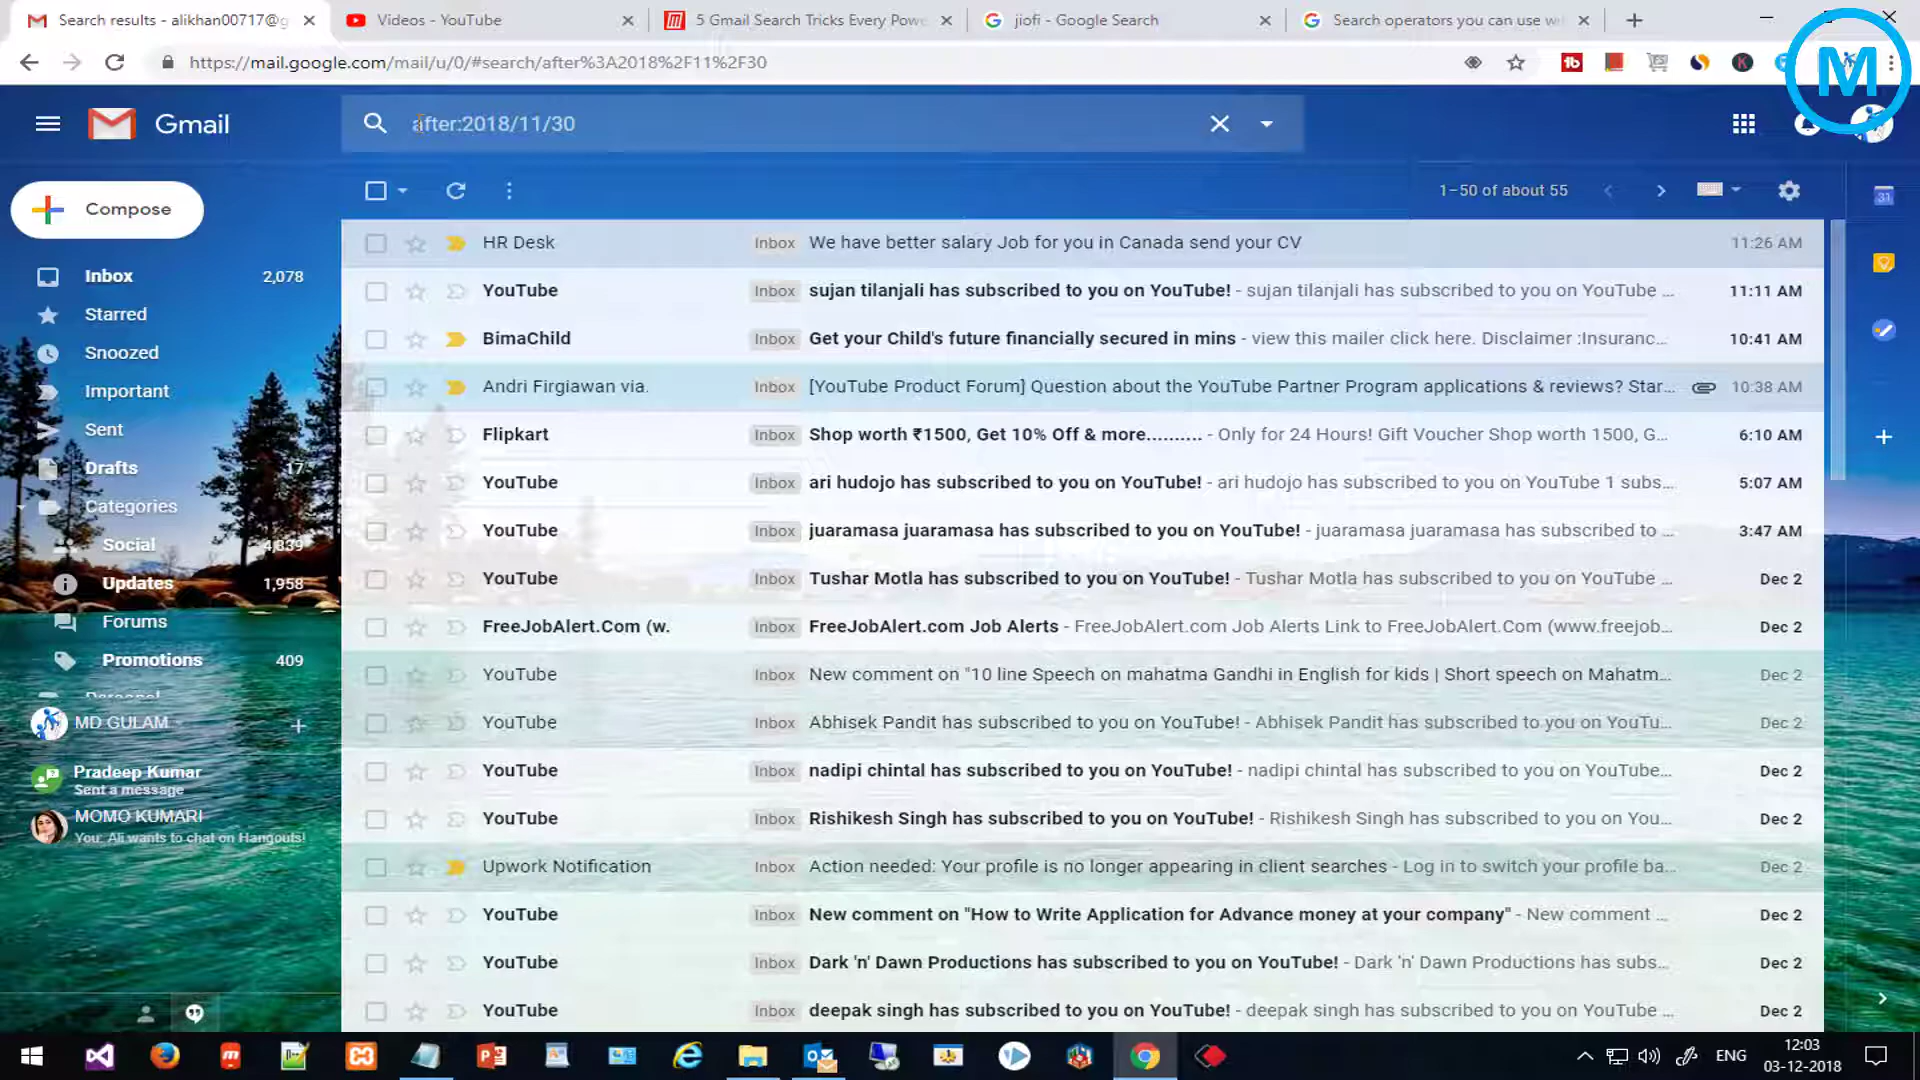 Search results - alikhan00717@g
Videos - YouTube
5 Gmail Search Tricks Every Powe
jiofi - Google Search
Search operators you can use wi
https://mail.google.com/mail/u/0/#search/after%3A2018%2F11%2F30
M
Gmail
after:2018/11/30
Compose
1–50 of about 55
Inbox 2,078
Starred
Snoozed
Important
Sent
Drafts 17
Categories
Social 4,339
Updates 1,958
Forums
Promotions 409
Personal
MD GULAM
Pradeep Kumar
Sent a message
MOMO KUMARI
You: Ali wants to chat on Hangouts!
HR Desk Inbox We have better salary Job for you in Canada send your CV 11:26 AM
YouTube Inbox sujan tilanjali has subscribed to you on YouTube! - sujan tilanjali has subscribed to you on YouTube ... 11:11 AM
BimaChild Inbox Get your Child's future financially secured in mins - view this mailer click here. Disclaimer :Insuranc... 10:41 AM
Andri Firgiawan via. Inbox [YouTube Product Forum] Question about the YouTube Partner Program applications & reviews? Star... 10:38 AM
Flipkart Inbox Shop worth ₹1500, Get 10% Off & more.......... - Only for 24 Hours! Gift Voucher Shop worth 1500, G... 6:10 AM
YouTube Inbox ari hudojo has subscribed to you on YouTube! - ari hudojo has subscribed to you on YouTube 1 subs... 5:07 AM
YouTube Inbox juaramasa juaramasa has subscribed to you on YouTube! - juaramasa juaramasa has subscribed to ... 3:47 AM
YouTube Inbox Tushar Motla has subscribed to you on YouTube! - Tushar Motla has subscribed to you on YouTube ... Dec 2
FreeJobAlert.Com (w. Inbox FreeJobAlert.com Job Alerts - FreeJobAlert.com Job Alerts Link to FreeJobAlert.Com (www.freejob... Dec 2
YouTube Inbox New comment on "10 line Speech on mahatma Gandhi in English for kids | Short speech on Mahatm... Dec 2
YouTube Inbox Abhisek Pandit has subscribed to you on YouTube! - Abhisek Pandit has subscribed to you on YouTu... Dec 2
YouTube Inbox nadipi chintal has subscribed to you on YouTube! - nadipi chintal has subscribed to you on YouTube... Dec 2
YouTube Inbox Rishikesh Singh has subscribed to you on YouTube! - Rishikesh Singh has subscribed to you on You... Dec 2
Upwork Notification Inbox Action needed: Your profile is no longer appearing in client searches - Log in to switch your profile ba... Dec 2
YouTube Inbox New comment on "How to Write Application for Advance money at your company" - New comment ... Dec 2
YouTube Inbox Dark 'n' Dawn Productions has subscribed to you on YouTube! - Dark 'n' Dawn Productions has subs... Dec 2
YouTube Inbox deepak singh has subscribed to you on YouTube! - deepak singh has subscribed to you on YouTube ... Dec 2
ENG
12:03
03-12-2018